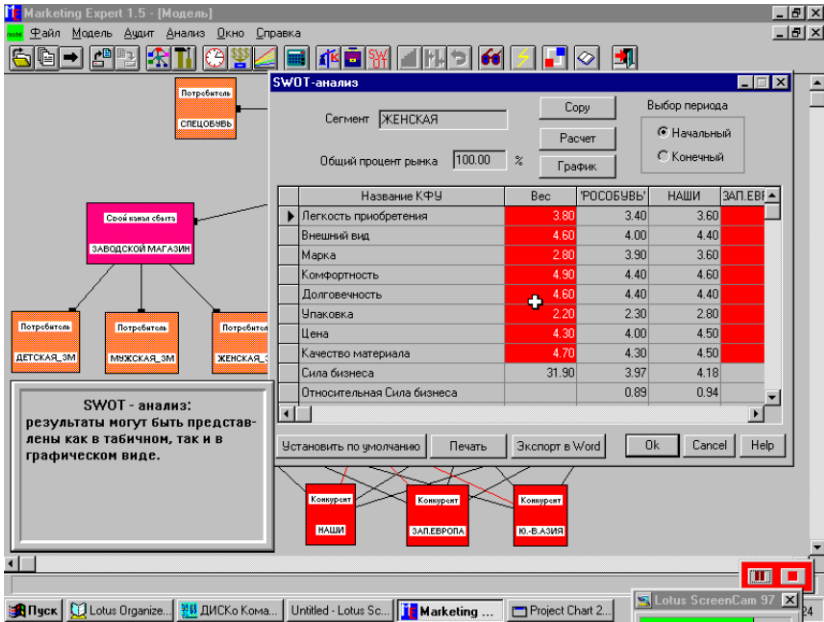 Marketing Expert 1.5 - [Модель]
Файл Модель Аудит Анализ Окно Справка
SWOT
Потребитель
СПЕЦОБУВЬ
Свой канал сбыта
ЗАВОДСКОЙ МАГАЗИН
Потребитель
ДЕТСКАЯ_ЗМ
Потребитель
МУЖСКАЯ_ЗМ
Потребител
ЖЕНСКАЯ_З
SWOT-анализ
Сегмент ЖЕНСКАЯ
Общий процент рынка 100.00 %
Copy
Расчет
График
Выбор периода
Начальный
Конечный
Название КФУ Вес 'РОСОБУВЬ' НАШИ ЗАП.ЕВР
Легкость приобретения 3.80 3.40 3.60
Внешний вид 4.60 4.00 4.40
Марка 2.80 3.90 3.60
Комфортность 4.90 4.40 4.60
Долговечность 4.60 4.40 4.40
Упаковка 2.20 2.30 2.80
Цена 4.30 4.00 4.50
Качество материала 4.70 4.30 4.50
Сила бизнеса 31.90 3.97 4.18
Относительная Сила бизнеса 0.89 0.94
Установить по умолчанию Печать Экспорт в Word Ok Cancel Help
SWOT - анализ:
результаты могут быть представ-
лены как в табичном, так и в
графическом виде.
Конкурент
НАШИ
Конкурент
ЗАП.ЕВРОПА
Конкурент
Ю.-В.АЗИЯ
Lotus ScreenCam 97
Пуск Lotus Organize... ДИСКо Кома... Untitled - Lotus Sc... Marketing ... Project Chart 2... 24